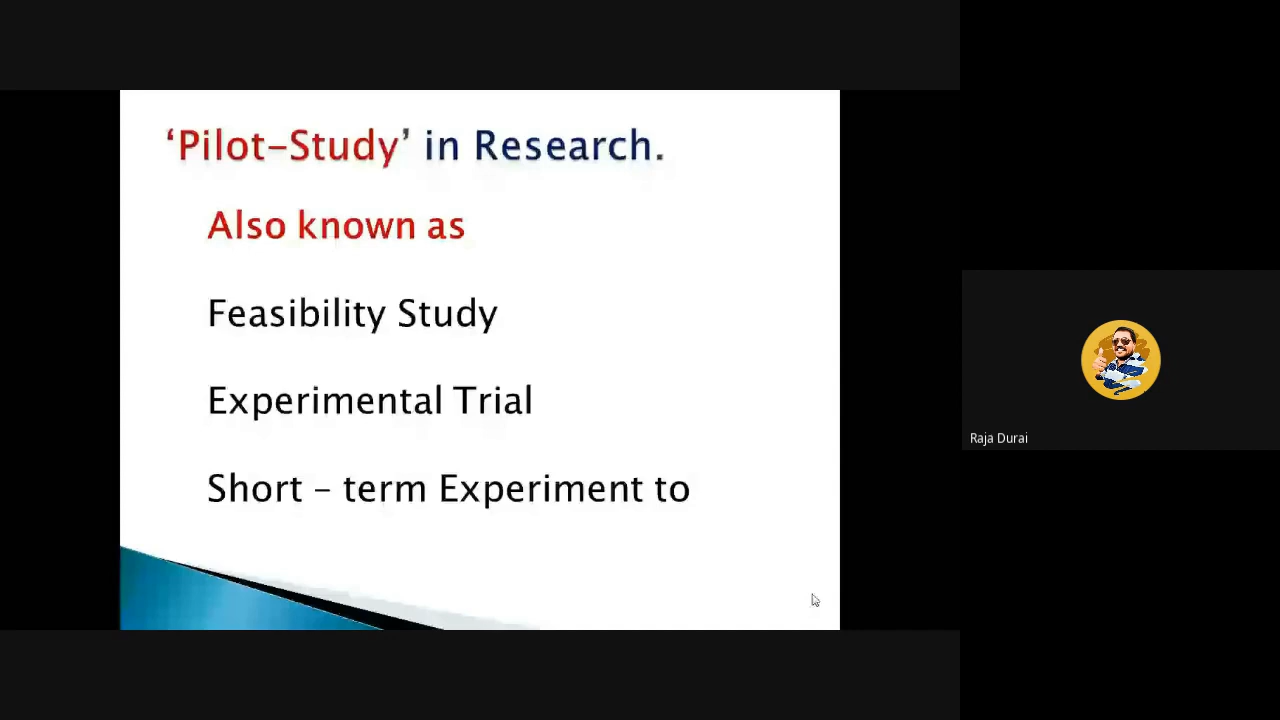 ‘Pilot-Study’ in Research.
Also known as
Feasibility Study
Experimental Trial
Short – term Experiment to
Raja Durai